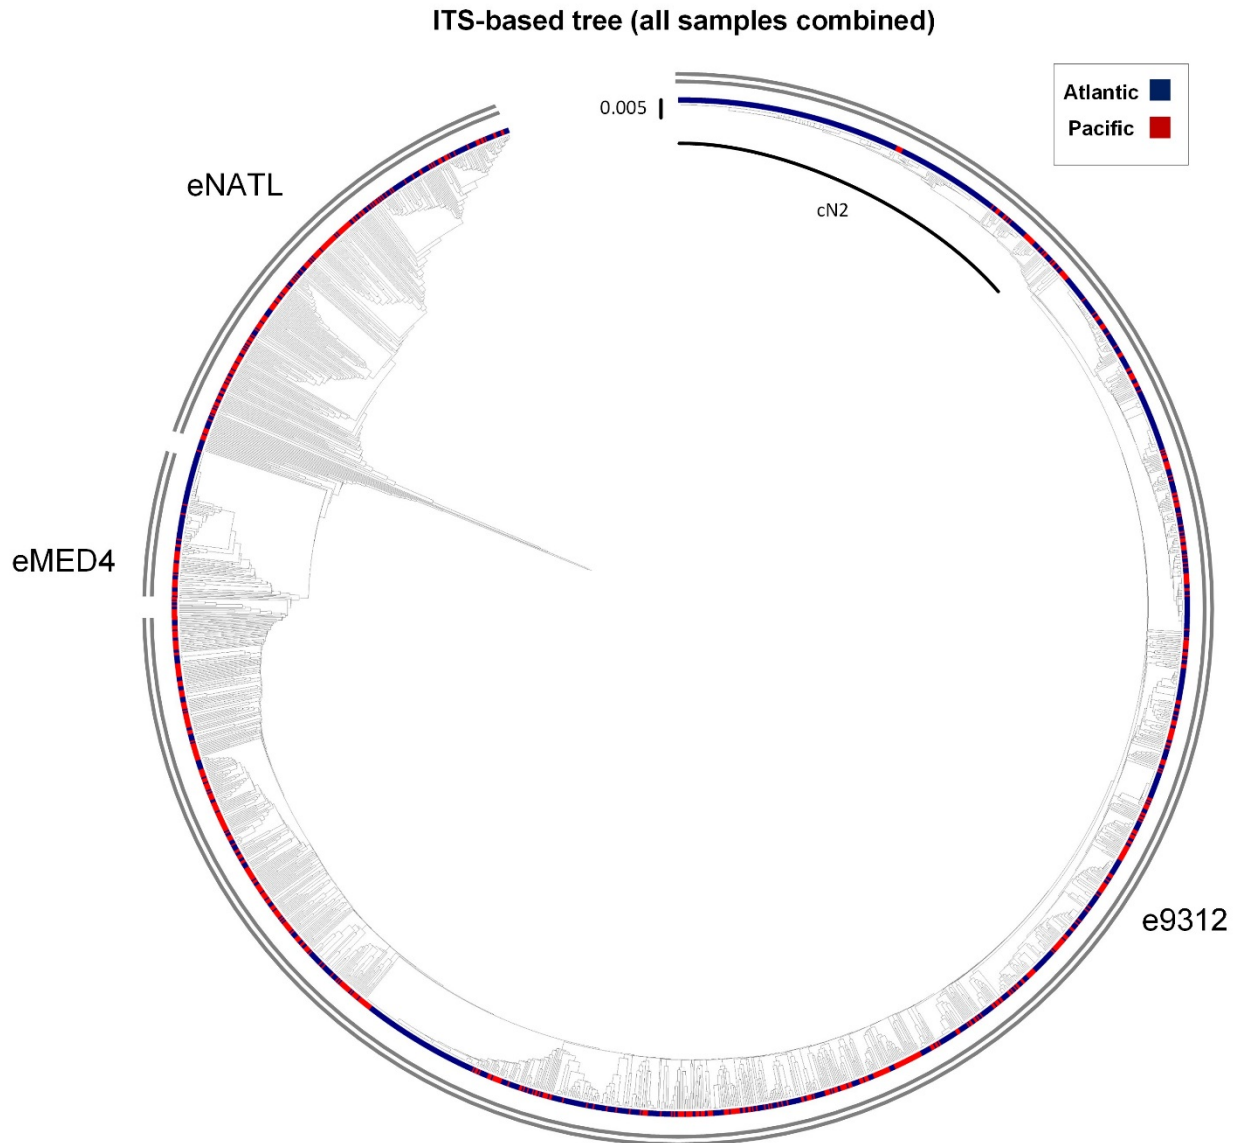 ITS-based tree (all samples combined)
Atlantic
Pacific
0.005
cN2
eNATL
eMED4
e9312